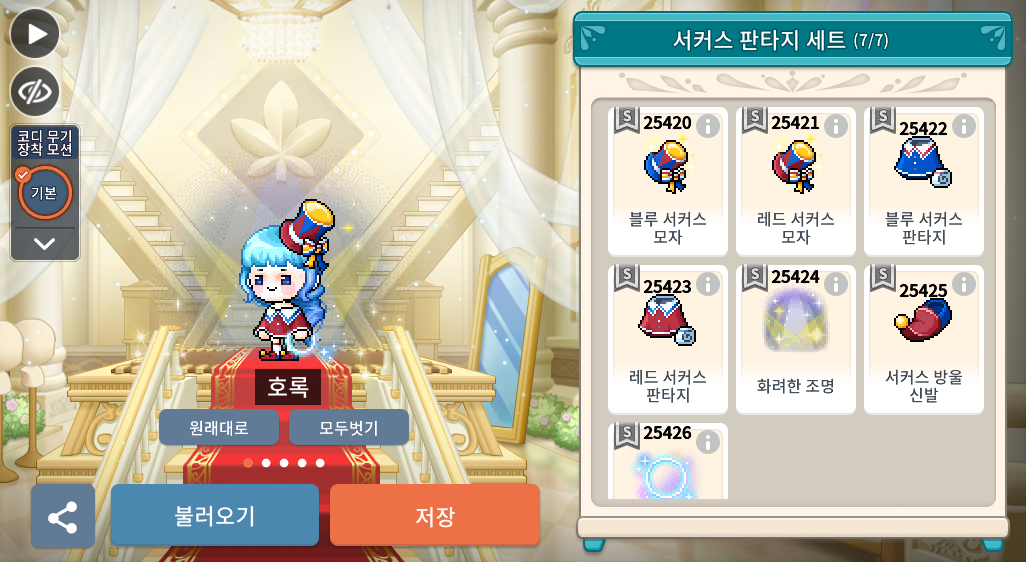 코디 무기
장착 모션
기본
호록
원래대로
모두벗기
불러오기
저장
서커스 판타지 세트 (7/7)
S
25420
블루 서커스
모자
S
25421
레드 서커스
모자
S
25422
블루 서커스
판타지
S
25423
레드 서커스
판타지
S
25424
화려한 조명
S
25425
서커스 방울
신발
S
25426